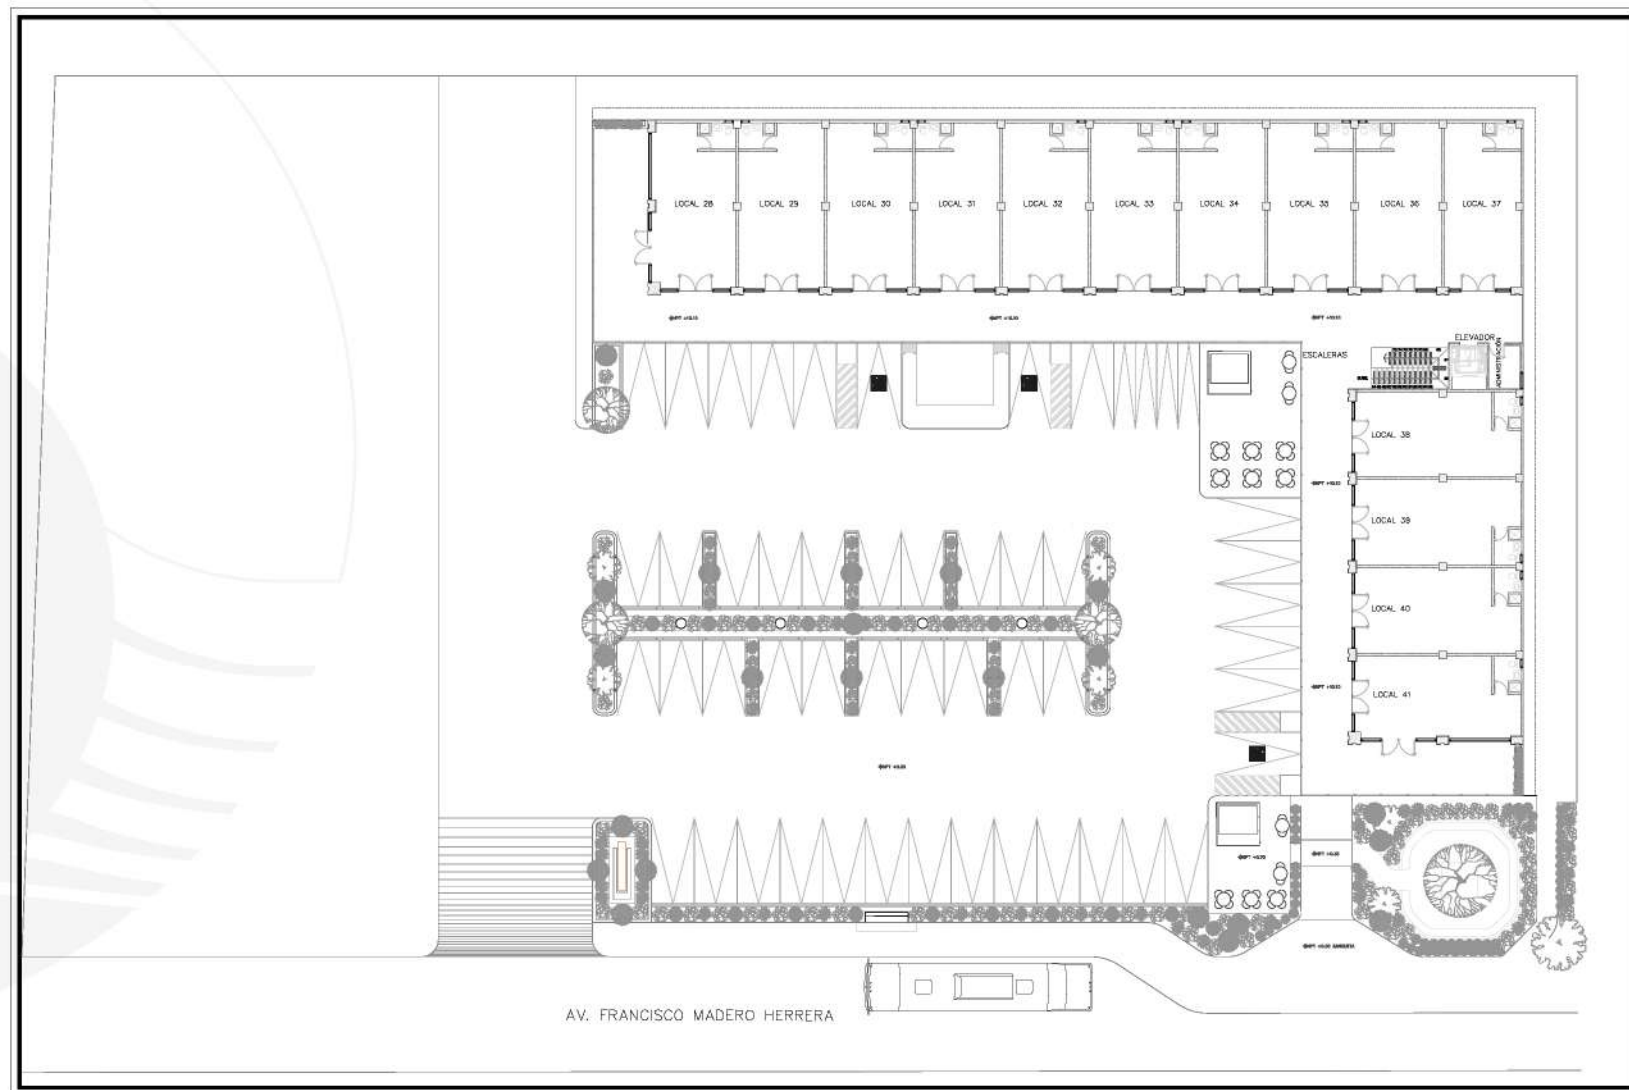 LOCAL 28
LOCAL 29
LOCAL 30
LOCAL 31
LOCAL 32
LOCAL 33
LOCAL 34
LOCAL 35
LOCAL 36
LOCAL 37
ELEVADOR
ESCALERAS
ADMINISTRACIÓN
LOCAL 38
LOCAL 39
LOCAL 40
LOCAL 41
AV. FRANCISCO MADERO HERRERA